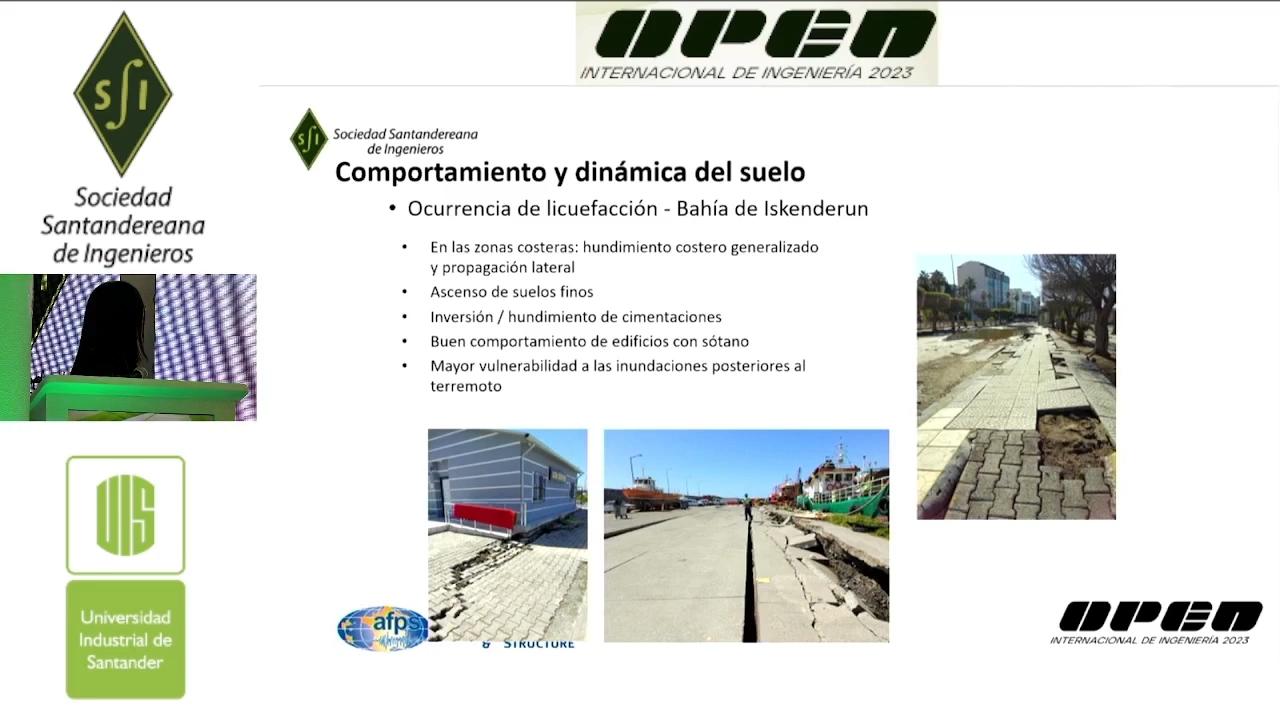 SSI
Sociedad
Santandereana
de Ingenieros
OPEN
INTERNACIONAL DE INGENIERÍA 2023
SSI
Sociedad Santandereana
de Ingenieros
Comportamiento y dinámica del suelo
• Ocurrencia de licuefacción - Bahía de Iskenderun
• En las zonas costeras: hundimiento costero generalizado
y propagación lateral
• Ascenso de suelos finos
• Inversión / hundimiento de cimentaciones
• Buen comportamiento de edificios con sótano
• Mayor vulnerabilidad a las inundaciones posteriores al
terremoto
UIS
Universidad
Industrial de
Santander
afps
& STRUCTURE
OPEN
INTERNACIONAL DE INGENIERÍA 2023